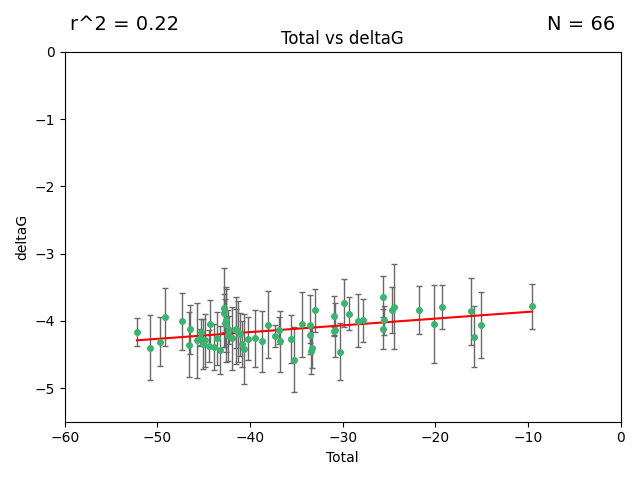 r^2 = 0.22
N = 66
Total vs deltaG
0
−1
−2
−3
−4
−5
deltaG
−60 −50 −40 −30 −20 −10 0
Total